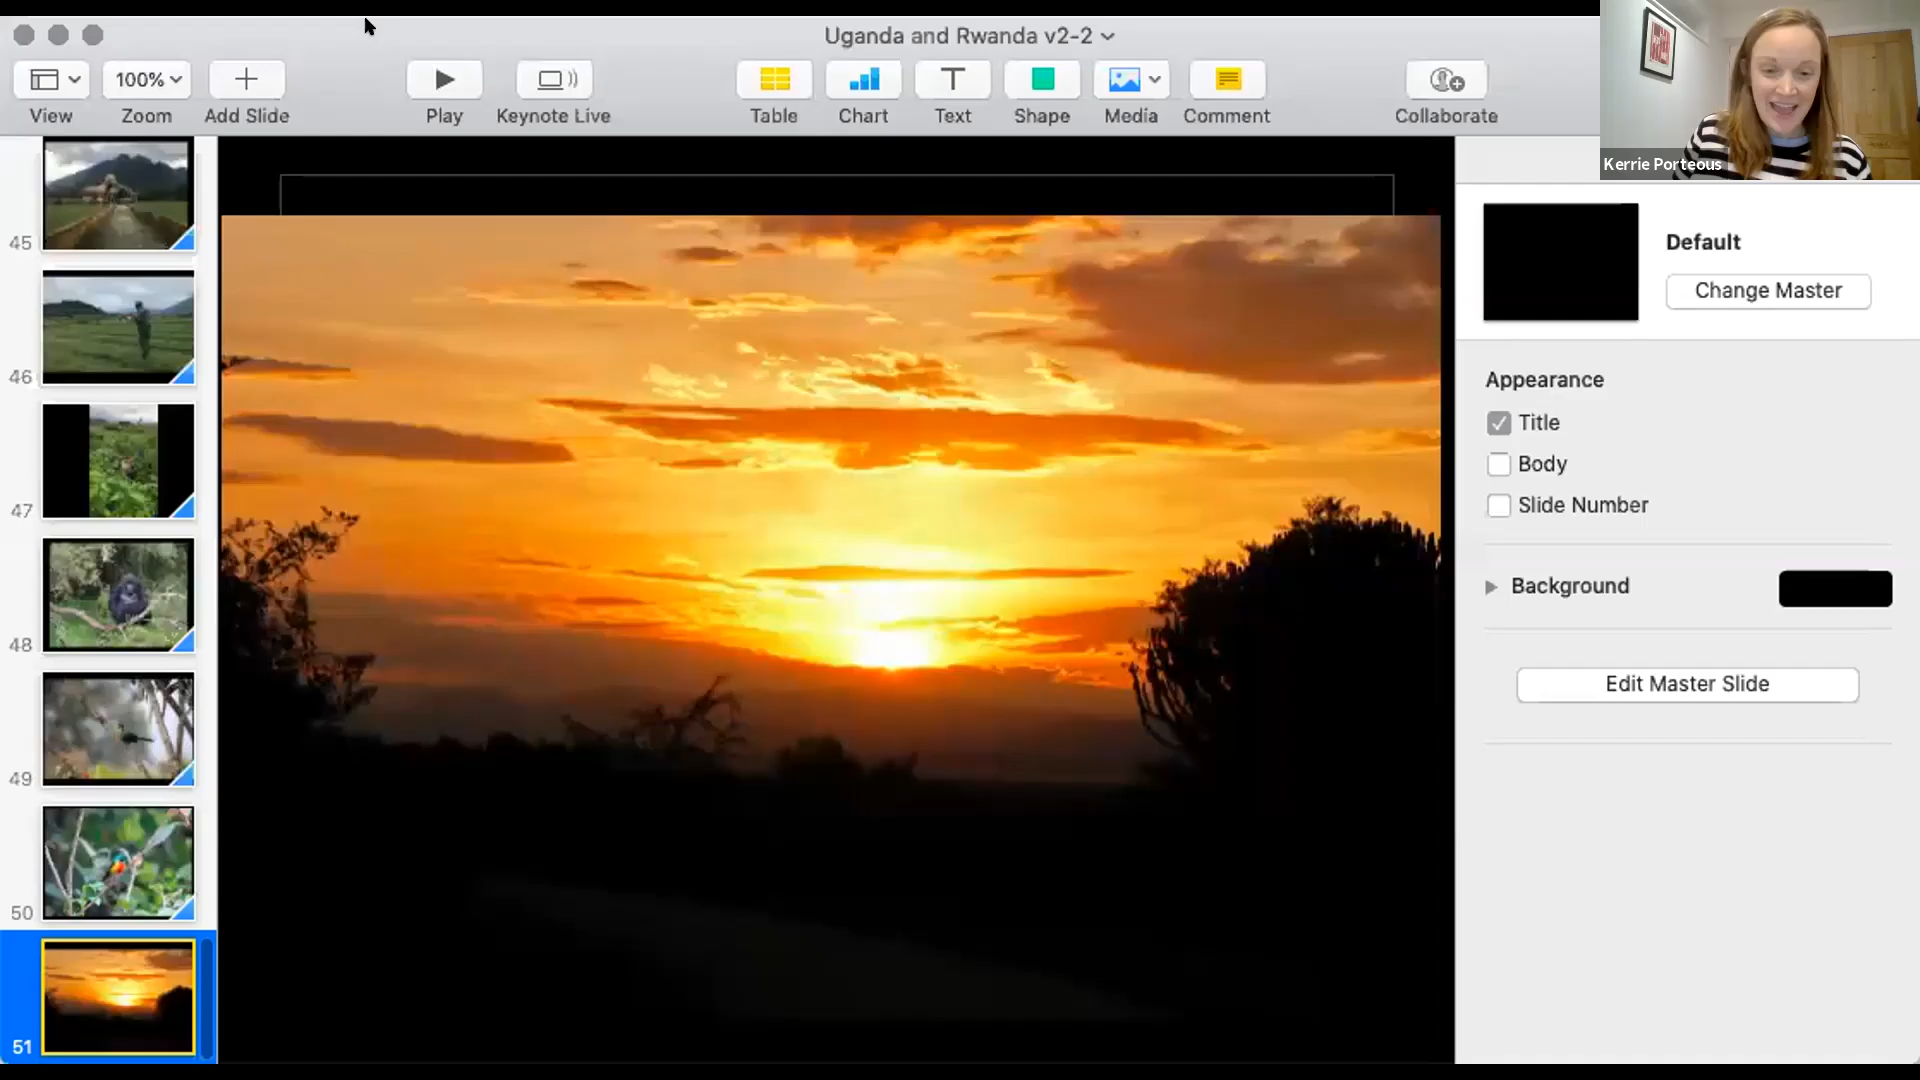 Uganda and Rwanda v2-2
100%
View
Zoom
Add Slide
Play
Keynote Live
Table
Chart
Text
Shape
Media
Comment
Collaborate
Kerrie Porteous
45
46
47
48
49
50
51
Default
Change Master
Appearance
Title
Body
Slide Number
Background
Edit Master Slide